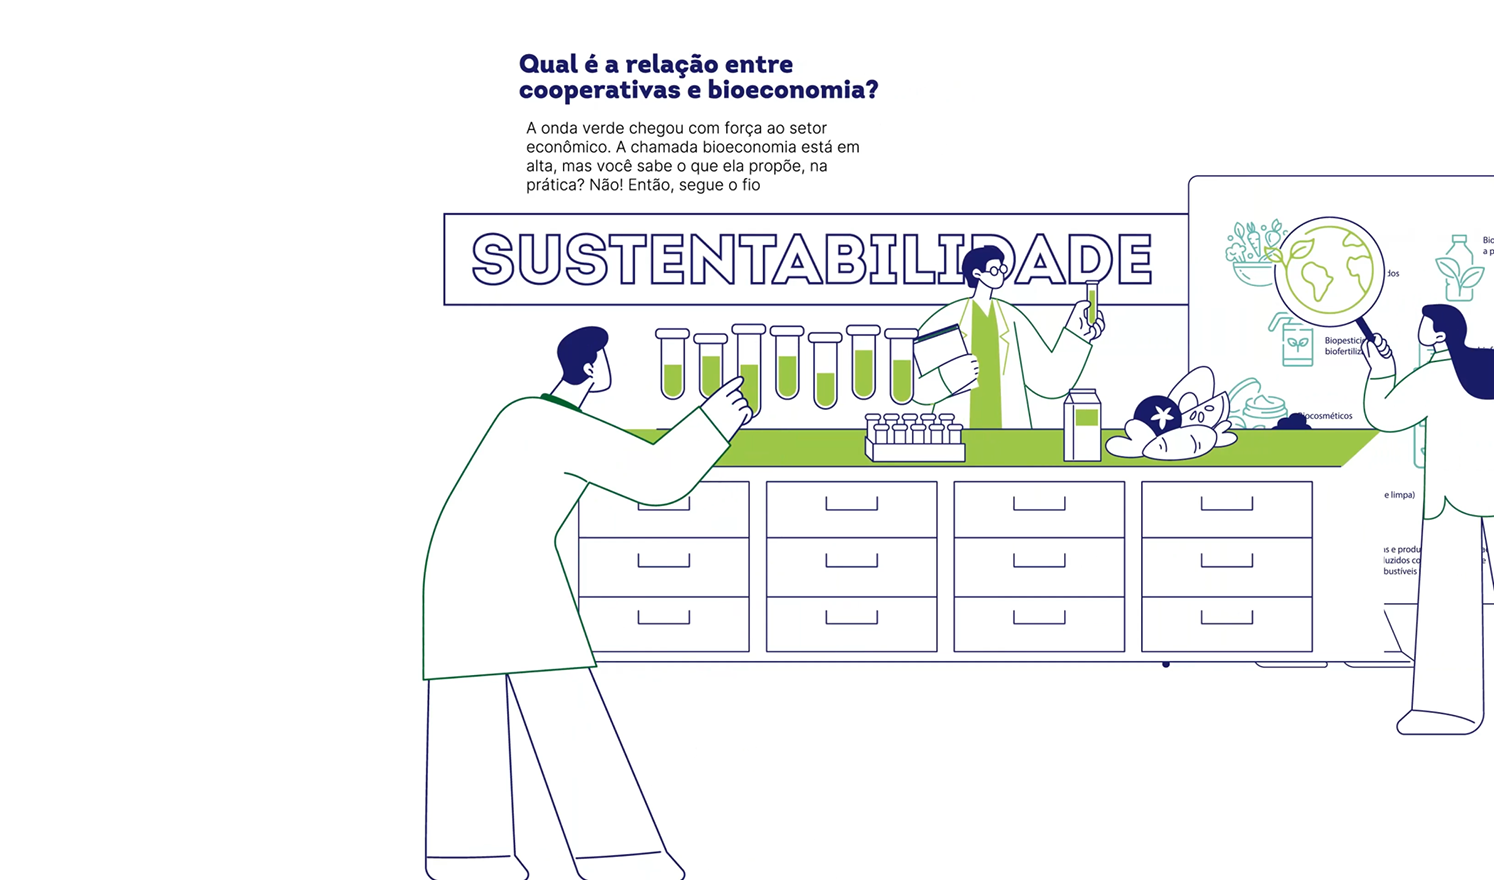 Qual é a relação entre
cooperativas e bioeconomia?
A onda verde chegou com força ao setor
econômico. A chamada bioeconomia está em
alta, mas você sabe o que ela propõe, na
prática? Não! Então, segue o fio
SUSTENTABILIDADE
a p
dos
biofertiliz
Biocosméticos
e limpa)
s e produ
luzidos co
bustíveis